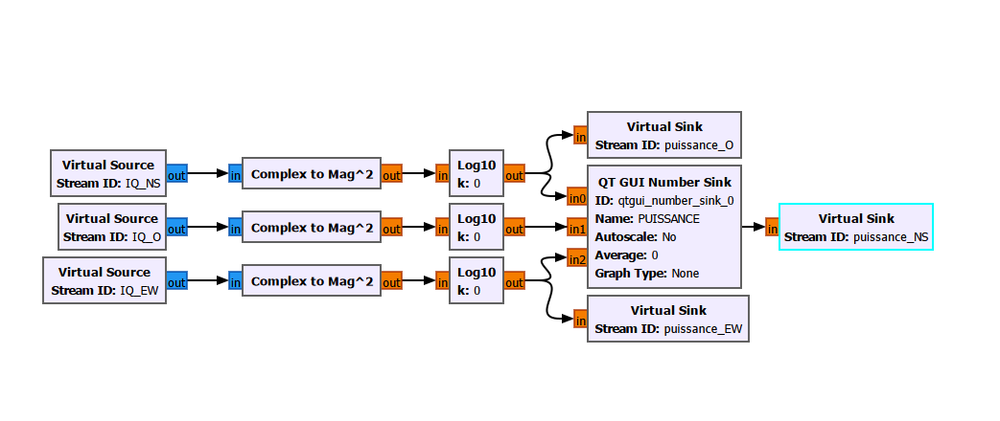 Virtual Source
Stream ID: IQ_NS
out
in
Complex to Mag^2
out
in
Log10
k: 0
out
in
Virtual Sink
Stream ID: puissance_O
Virtual Source
Stream ID: IQ_O
out
in
Complex to Mag^2
out
in
Log10
k: 0
out
Virtual Source
Stream ID: IQ_EW
out
in
Complex to Mag^2
out
in
Log10
k: 0
out
in0
in1
in2
QT GUI Number Sink
ID: qtgui_number_sink_0
Name: PUISSANCE
Autoscale: No
Average: 0
Graph Type: None
in
Virtual Sink
Stream ID: puissance_NS
in
Virtual Sink
Stream ID: puissance_EW